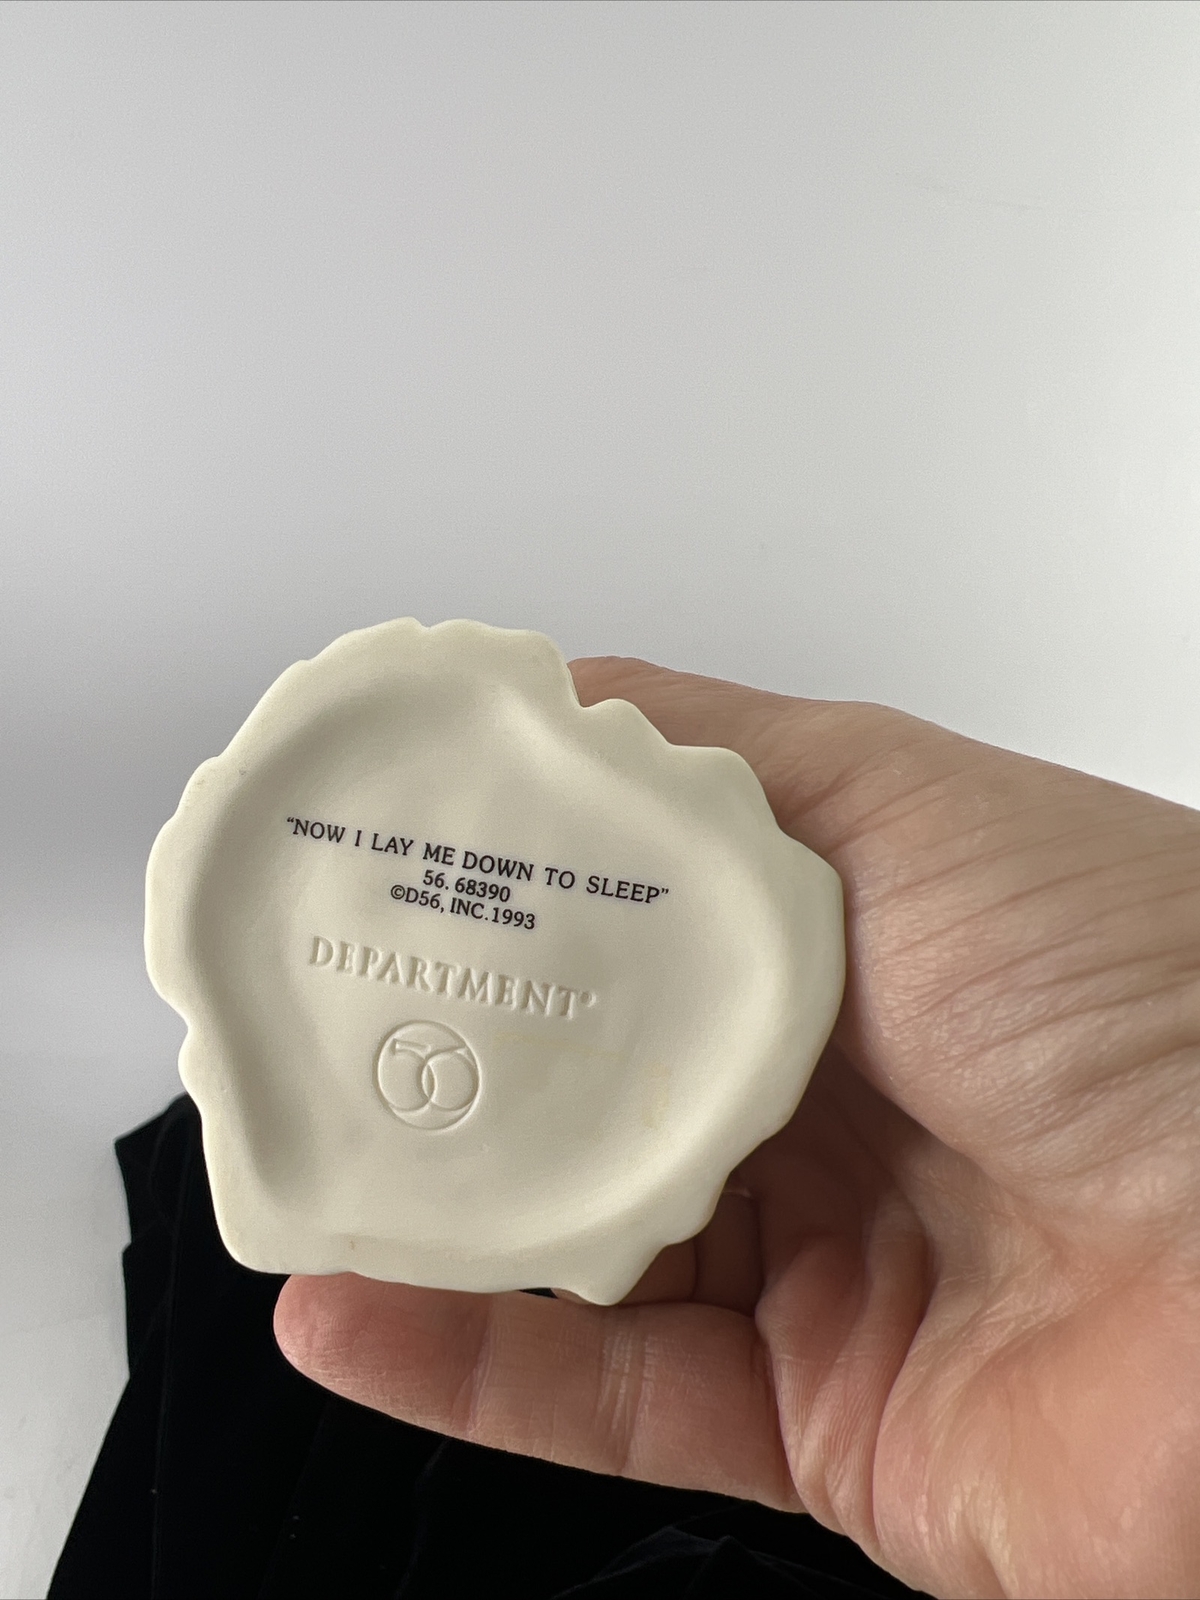 “NOW I LAY ME DOWN TO SLEEP”
56. 68390
©D56, INC. 1993
DEPARTMENT®
56